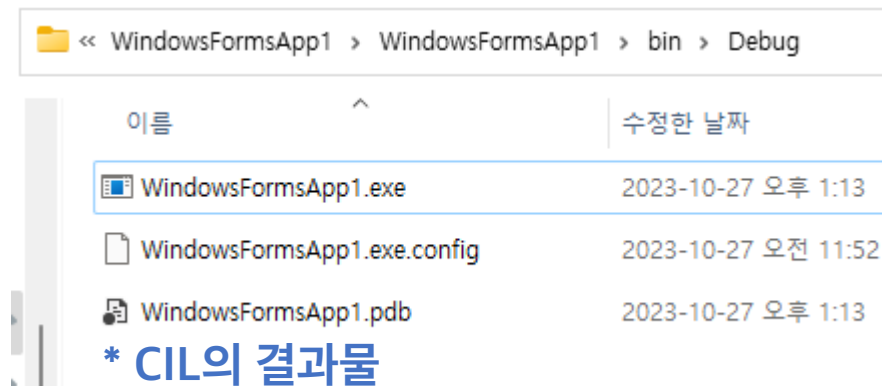 « WindowsFormsApp1 > WindowsFormsApp1 > bin > Debug
이름 수정한 날짜
WindowsFormsApp1.exe 2023-10-27 오후 1:13
WindowsFormsApp1.exe.config 2023-10-27 오전 11:52
WindowsFormsApp1.pdb 2023-10-27 오후 1:13
* CIL의 결과물